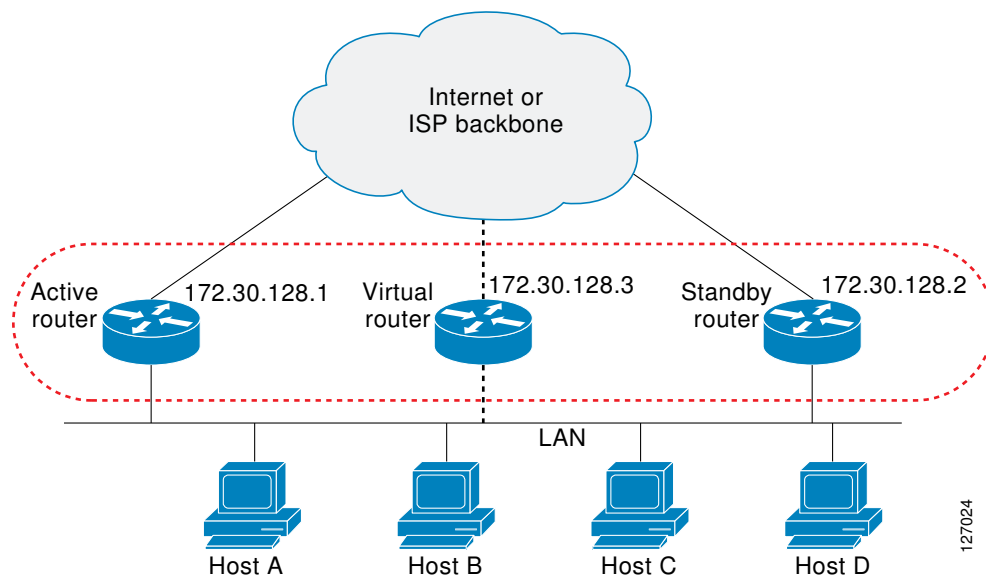 Internet or
ISP backbone
Active
router
172.30.128.1
Virtual
router
172.30.128.3
Standby
router
172.30.128.2
LAN
Host A
Host B
Host C
Host D
127024